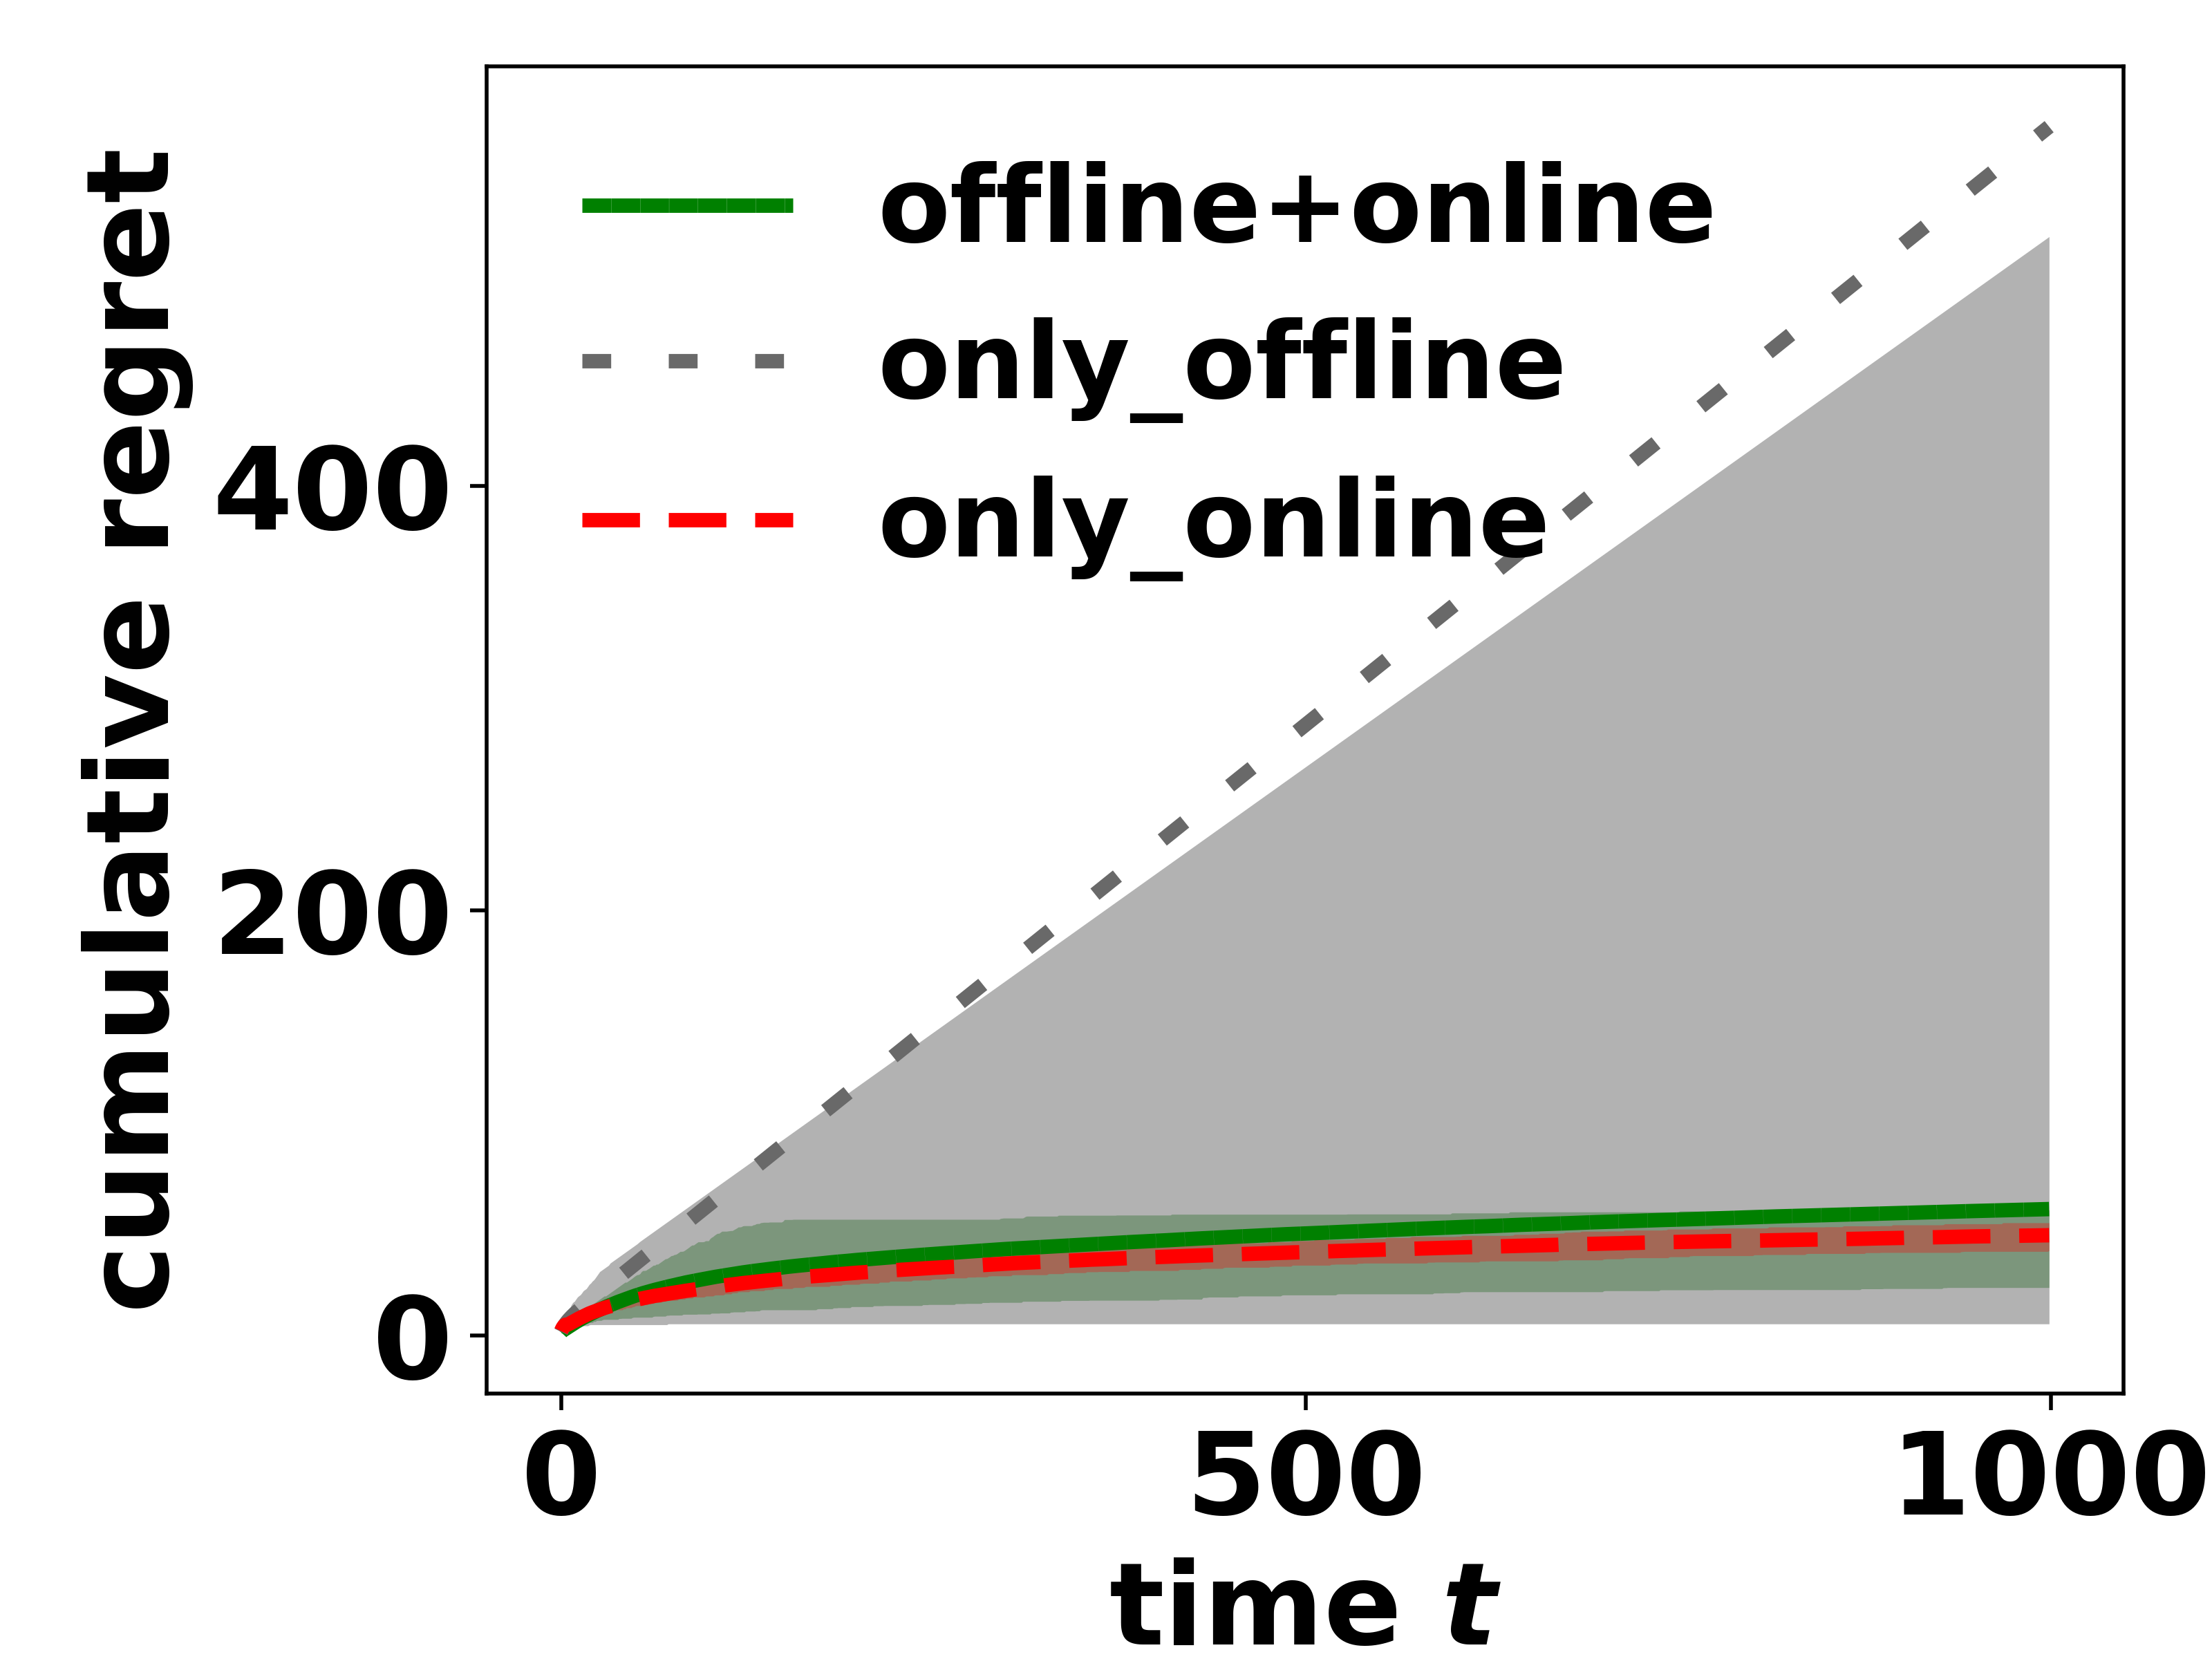 cumulative regret
offline+online
only_offline
only_online
400
200
0
0 500 1000
time t